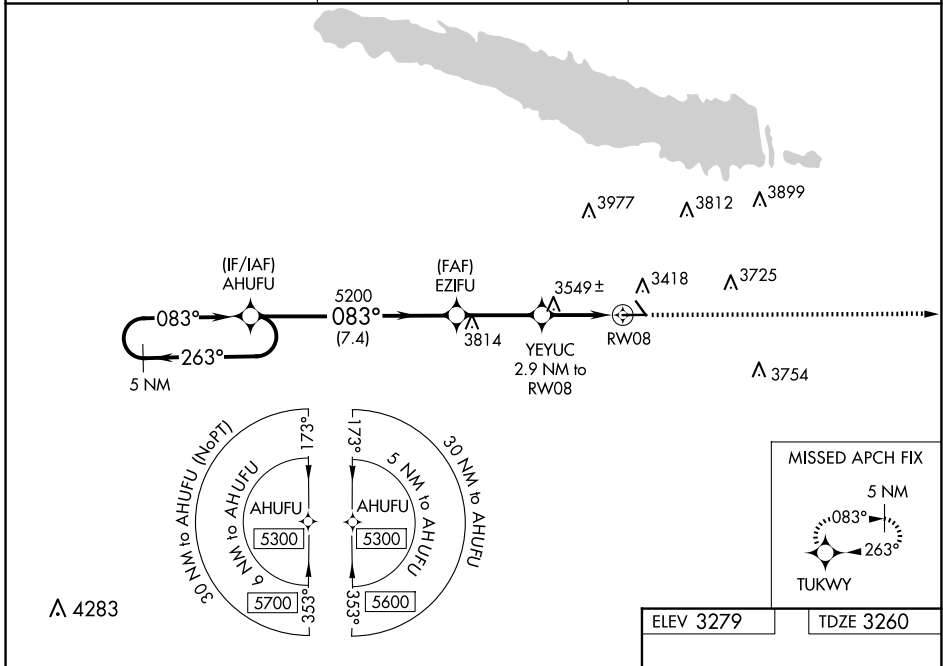 3977
3812
3899
(IF/IAF)
AHUFU
(FAF)
EZIFU
5200
083°
(7.4)
083°
263°
5 NM
3814
3549±
3418
3725
RW08
YEYUC
2.9 NM to
RW08
3754
30 NM to AHUFU (NoPT)
6 NM to AHUFU
173°
AHUFU
5300
5700
353°
173°
AHUFU
5300
5600
353°
5 NM to AHUFU
30 NM to AHUFU
4283
MISSED APCH FIX
5 NM
083°
263°
TUKWY
ELEV 3279
TDZE 3260